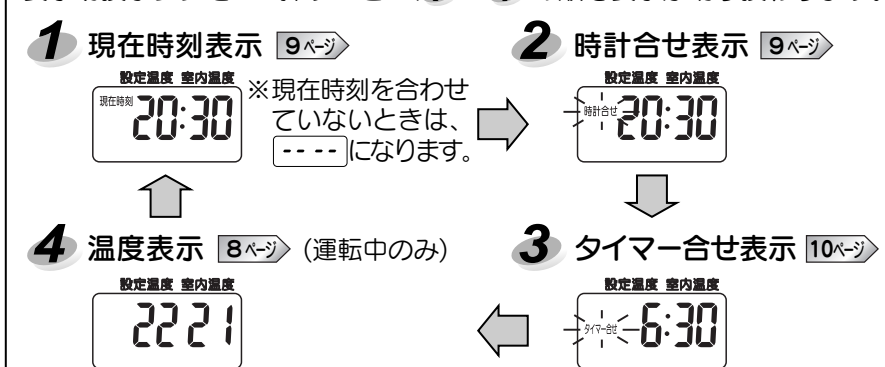 1 現在時刻表示 9ページ
設定温度 室内温度
現在時刻 20:30
※現在時刻を合わせ
ていないときは、
- - - - になります。
2 時計合せ表示 9ページ
設定温度 室内温度
時計合せ 20:30
4 温度表示 8ページ (運転中のみ)
設定温度 室内温度
22 21
3 タイマー合せ表示 10ページ
設定温度 室内温度
タイマー合せ 6:30